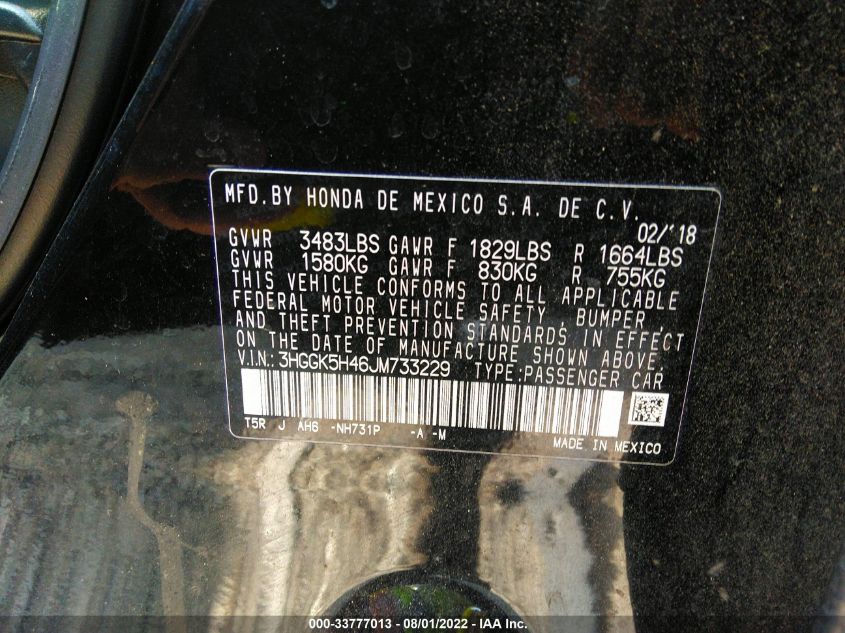 MFD.BY HONDA DE MEXICO S.A. DE C.V.
02/'18
GVWR 3483LBS GAWR F 1829LBS R 1664LBS
GVWR 1580KG GAWR F 830KG R 755KG
THIS VEHICLE CONFORMS TO ALL APPLICABLE
FEDERAL MOTOR VEHICLE SAFETY, BUMPER,
AND THEFT PREVENTION STANDARDS IN EFFECT
ON THE DATE OF MANUFACTURE SHOWN ABOVE.
V.I.N.: 3HGGK5H46JM733229 TYPE:PASSENGER CAR
T5R J AH6 -NH731P -A -M
MADE IN MEXICO
000-33777013 - 08/01/2022 - IAA Inc.